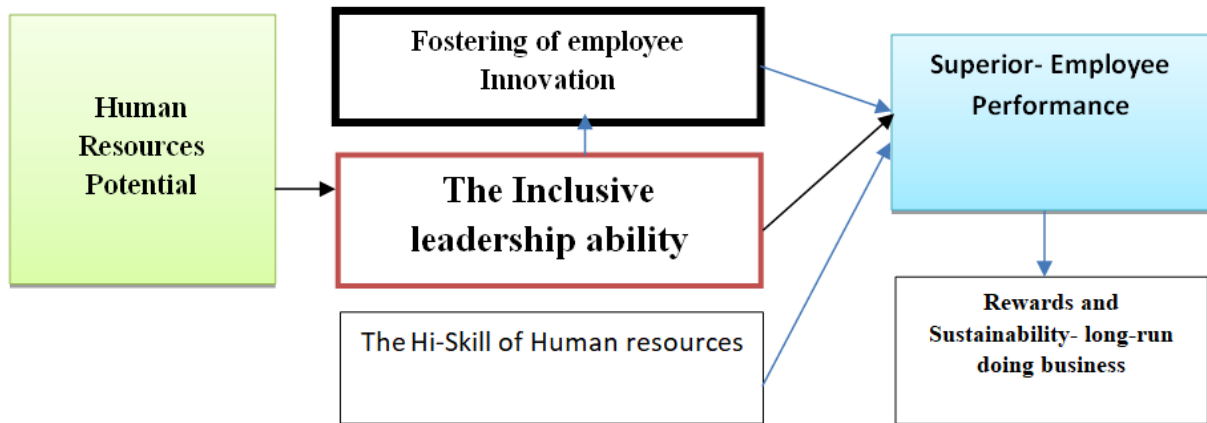 Human
Resources
Potential
Fostering of employee
Innovation
The Inclusive
leadership ability
The Hi-Skill of Human resources
Superior- Employee
Performance
Rewards and
Sustainability- long-run
doing business